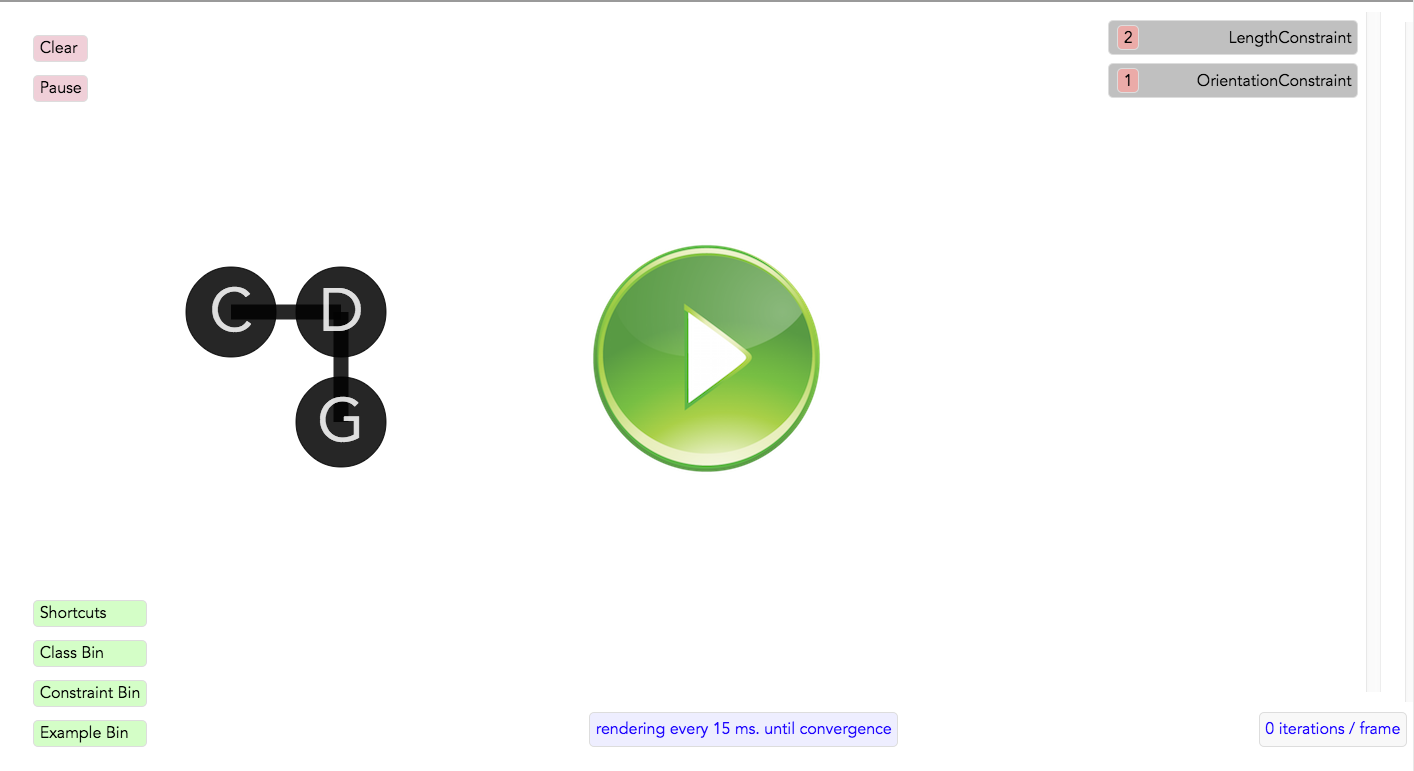 Clear
Pause
2 LengthConstraint
1 OrientationConstraint
C D
G
Shortcuts
Class Bin
Constraint Bin
Example Bin
rendering every 15 ms. until convergence
0 iterations / frame